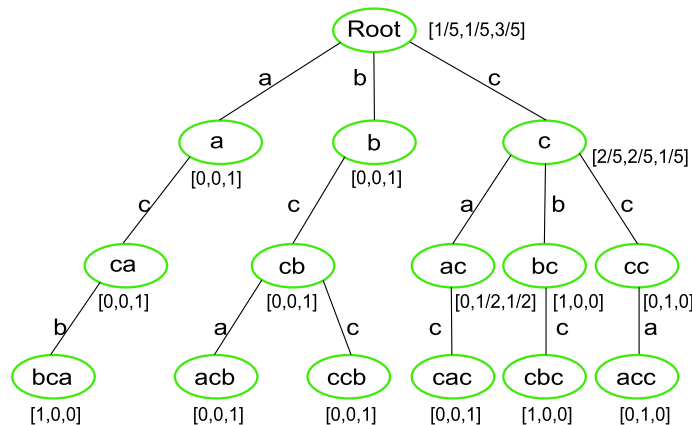 Root
[1/5,1/5,3/5]
a
b
c
a
b
c
[0,0,1]
[0,0,1]
[2/5,2/5,1/5]
c
c
a
b
c
ca
cb
ac
bc
cc
[0,0,1]
[0,0,1]
[0,1/2,1/2]
[1,0,0]
[0,1,0]
b
a
c
c
c
a
bca
acb
ccb
cac
cbc
acc
[1,0,0]
[0,0,1]
[0,0,1]
[0,0,1]
[1,0,0]
[0,1,0]